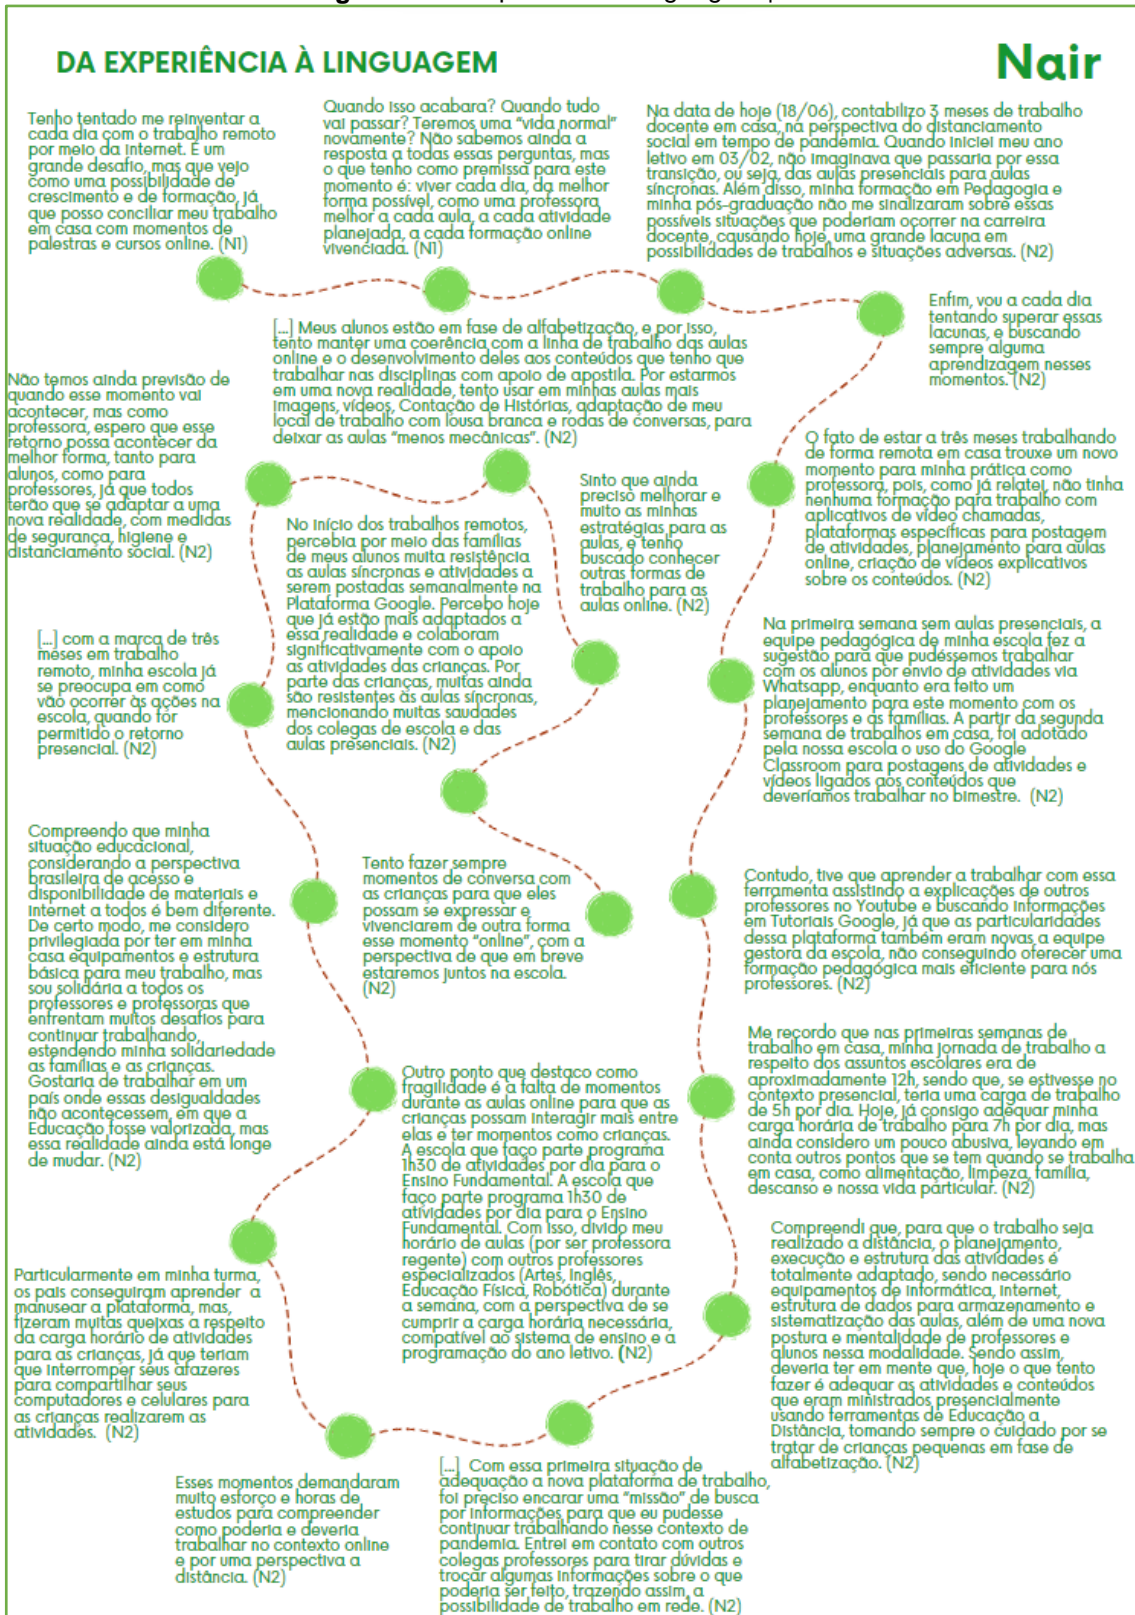 DA EXPERIÊNCIA À LINGUAGEM
Nair
Tenho tentado me reinventar a
cada dia com o trabalho remoto
por meio da internet. É um
grande desafio, mas que vejo
como uma possibilidade de
crescimento e de formação, já
que posso conciliar meu trabalho
em casa com momentos de
palestras e cursos online. (N1)
Quando isso acabara? Quando tudo
vai passar? Teremos uma “vida normal”
novamente? Não sabemos ainda a
resposta a todas essas perguntas, mas
o que tenho como premissa para este
momento é: viver cada dia, da melhor
forma possível, como uma professora
melhor a cada aula, a cada atividade
planejada, a cada formação online
vivenciada. (N1)
Na data de hoje (18/06), contabilizo 3 meses de trabalho
docente em casa, na perspectiva do distanciamento
social em tempo de pandemia. Quando iniciei meu ano
letivo em 03/02, não imaginava que passaria por essa
transição, ou seja, das aulas presenciais para aulas
síncronas. Além disso, minha formação em Pedagogia e
minha pós-graduação não me sinalizaram sobre essas
possíveis situações que poderiam ocorrer na carreira
docente, causando hoje, uma grande lacuna em
possibilidades de trabalhos e situações adversas. (N2)
Enfim, vou a cada dia
tentando superar essas
lacunas, e buscando
sempre alguma
aprendizagem nesses
momentos. (N2)
O fato de estar a três meses trabalhando
de forma remota em casa trouxe um novo
momento para minha prática como
professora, pois, como já relatei, não tinha
nenhuma formação para trabalho com
aplicativos de vídeo chamadas,
plataformas específicas para postagem
de atividades, planejamento para aulas
online, criação de vídeos explicativos
sobre os conteúdos. (N2)
Na primeira semana sem aulas presenciais, a
equipe pedagógica de minha escola fez a
sugestão para que pudéssemos trabalhar
com os alunos por envio de atividades via
Whatsapp, enquanto era feito um
planejamento para este momento com os
professores e as famílias. A partir da segunda
semana de trabalhos em casa, foi adotado
pela nossa escola o uso do Google
Classroom para postagens de atividades e
vídeos ligados aos conteúdos que
deveríamos trabalhar no bimestre. (N2)
Contudo, tive que aprender a trabalhar com essa
ferramenta assistindo a explicações de outros
professores no Youtube e buscando informações
em Tutoriais Google, já que as particularidades
dessa plataforma também eram novas a equipe
gestora da escola, não conseguindo oferecer uma
formação pedagógica mais eficiente para nós
professores. (N2)
Me recordo que nas primeiras semanas de
trabalho em casa, minha jornada de trabalho a
respeito dos assuntos escolares era de
aproximadamente 12h, sendo que, se estivesse no
contexto presencial, teria uma carga de trabalho
de 5h por dia. Hoje, já consigo adequar minha
carga horária de trabalho para 7h por dia, mas
ainda considero um pouco abusiva, levando em
conta outros pontos que se tem quando se trabalha
em casa, como alimentação, limpeza, família,
descanso e nossa vida particular. (N2)
Compreendi que, para que o trabalho seja
realizado a distância, o planejamento,
execução e estrutura das atividades é
totalmente adaptado, sendo necessário
equipamentos de informática, internet,
estrutura de dados para armazenamento e
sistematização das aulas, além de uma nova
postura e mentalidade de professores e
alunos nessa modalidade. Sendo assim,
deveria ter em mente que, hoje o que tento
fazer é adequar as atividades e conteúdos
que eram ministrados presencialmente
usando ferramentas de Educação a
Distância, tomando sempre o cuidado por se
tratar de crianças pequenas em fase de
alfabetização. (N2)
[...] Com essa primeira situação de
adequação a nova plataforma de trabalho,
foi preciso encarar uma “missão” de busca
por informações para que eu pudesse
continuar trabalhando nesse contexto de
pandemia. Entrei em contato com outros
colegas professores para tirar dúvidas e
trocar algumas informações sobre o que
poderia ser feito, trazendo assim, a
possibilidade de trabalho em rede. (N2)
Esses momentos demandaram
muito esforço e horas de
estudos para compreender
como poderia e deveria
trabalhar no contexto online
e por uma perspectiva a
distância. (N2)
Particularmente em minha turma,
os pais conseguiram aprender a
manusear a plataforma, mas,
fizeram muitas queixas a respeito
da carga horário de atividades
para as crianças, já que teriam
que interromper seus afazeres
para compartilhar seus
computadores e celulares para
as crianças realizarem as
atividades. (N2)
Outro ponto que destaco como
fragilidade é a falta de momentos
durante as aulas online para que as
crianças possam interagir mais entre
elas e ter momentos como crianças.
A escola que faço parte programa
1h30 de atividades por dia para o
Ensino Fundamental. A escola que
faço parte programa 1h30 de
atividades por dia para o Ensino
Fundamental. Com isso, divido meu
horário de aulas (por ser professora
regente) com outros professores
especializados (Artes, Inglês,
Educação Física, Robótica) durante
a semana, com a perspectiva de se
cumprir a carga horária necessária,
compatível ao sistema de ensino e a
programação do ano letivo. (N2)
Compreendo que minha
situação educacional,
considerando a perspectiva
brasileira de acesso e
disponibilidade de materiais e
internet a todos é bem diferente.
De certo modo, me considero
privilegiada por ter em minha
casa equipamentos e estrutura
básica para meu trabalho, mas
sou solidária a todos os
professores e professoras que
enfrentam muitos desafios para
continuar trabalhando,
estendendo minha solidariedade
as famílias e as crianças.
Gostaria de trabalhar em um
país onde essas desigualdades
não acontecessem, em que a
Educação fosse valorizada, mas
essa realidade ainda está longe
de mudar. (N2)
[...] com a marca de três
meses em trabalho
remoto, minha escola já
se preocupa em como
vão ocorrer às ações na
escola, quando for
permitido o retorno
presencial. (N2)
Não temos ainda previsão de
quando esse momento vai
acontecer, mas como
professora, espero que esse
retorno possa acontecer da
melhor forma, tanto para
alunos, como para
professores, já que todos
terão que se adaptar a uma
nova realidade, com medidas
de segurança, higiene e
distanciamento social. (N2)
[...] Meus alunos estão em fase de alfabetização, e por isso,
tento manter uma coerência com a linha de trabalho das aulas
online e o desenvolvimento deles aos conteúdos que tenho que
trabalhar nas disciplinas com apoio de apostila. Por estarmos
em uma nova realidade, tento usar em minhas aulas mais
imagens, vídeos, Contação de Histórias, adaptação de meu
local de trabalho com lousa branca e rodas de conversas, para
deixar as aulas “menos mecânicas”. (N2)
Sinto que ainda
preciso melhorar e
muito as minhas
estratégias para as
aulas, e tenho
buscado conhecer
outras formas de
trabalho para as
aulas online. (N2)
No início dos trabalhos remotos,
percebia por meio das famílias
de meus alunos muita resistência
as aulas síncronas e atividades a
serem postadas semanalmente na
Plataforma Google. Percebo hoje
que já estão mais adaptados a
essa realidade e colaboram
significativamente com o apoio
as atividades das crianças. Por
parte das crianças, muitas ainda
são resistentes às aulas síncronas,
mencionando muitas saudades
dos colegas de escola e das
aulas presenciais. (N2)
Tento fazer sempre
momentos de conversa com
as crianças para que eles
possam se expressar e
vivenciarem de outra forma
esse momento “online”, com a
perspectiva de que em breve
estaremos juntos na escola.
(N2)